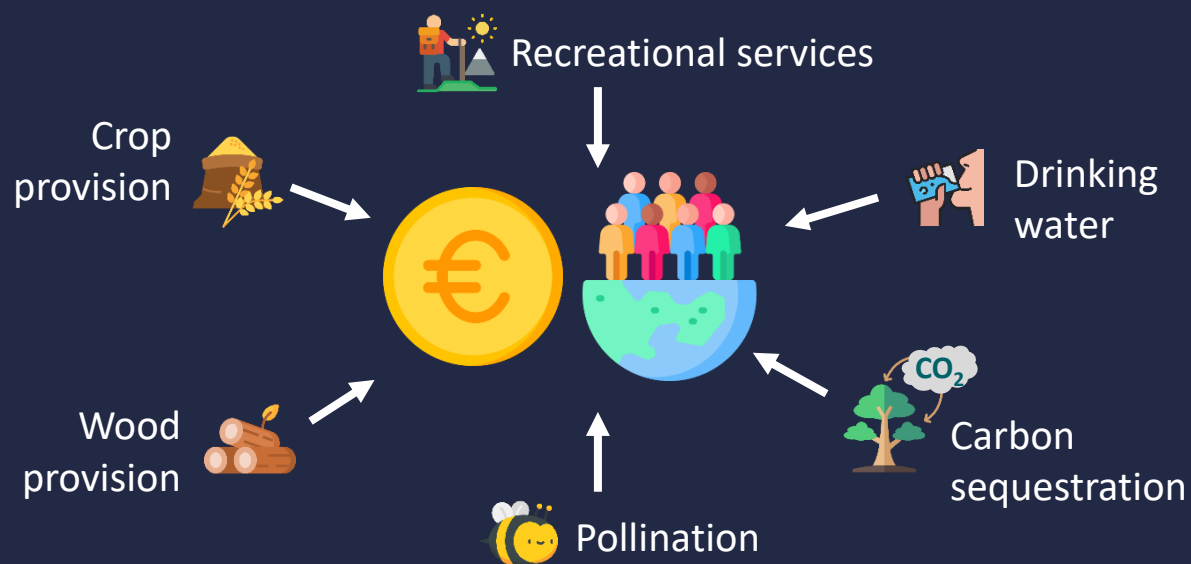 Recreational services
Crop
provision
Drinking
water
€
CO₂
Wood
provision
Carbon
sequestration
Pollination